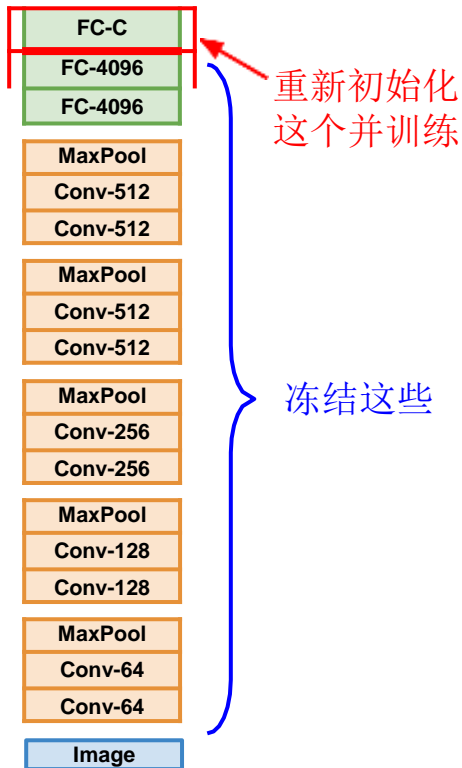 FC-C
FC-4096
FC-4096
重新初始化
这个并训练
MaxPool
Conv-512
Conv-512
MaxPool
Conv-512
Conv-512
MaxPool
Conv-256
Conv-256
冻结这些
MaxPool
Conv-128
Conv-128
MaxPool
Conv-64
Conv-64
Image